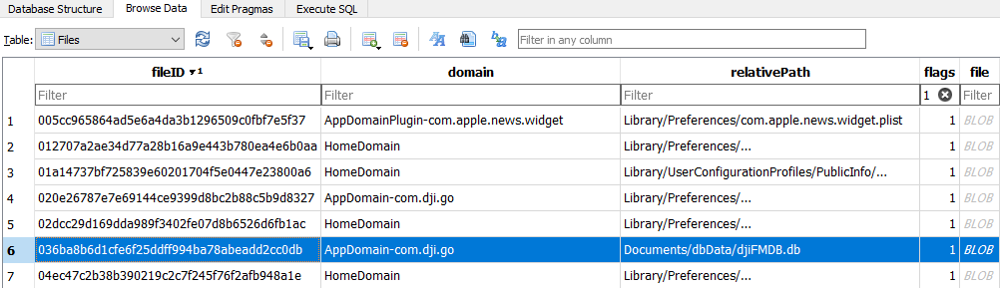 Database Structure Browse Data Edit Pragmas Execute SQL
Table: Files Filter in any column
fileID 1 domain relativePath flags file
Filter Filter Filter 1 Filter
1 005cc965864ad5e6a4da3b1296509c0fbf7e5f37 AppDomainPlugin-com.apple.news.widget Library/Preferences/com.apple.news.widget.plist 1 BLOB
2 012707a2ae34d77a28b16a9e443b780ea4e6b0aa HomeDomain Library/Preferences/... 1 BLOB
3 01a14737bf725839e60201704f5e0447e23800a6 HomeDomain Library/UserConfigurationProfiles/PublicInfo/... 1 BLOB
4 020e26787e7e69144ce9399d8bc2b88c5b9d8327 AppDomain-com.dji.go Library/Preferences/... 1 BLOB
5 02dcc29d169dda989f3402fe07d8b6526d6fb1ac HomeDomain Library/Preferences/... 1 BLOB
6 036ba8b6d1cfe6f25ddff994ba78abeadd2cc0db AppDomain-com.dji.go Documents/dbData/djiFMDB.db 1 BLOB
7 04ec47c2b38b390219c2c7f245f76f2afb948a1e HomeDomain Library/Preferences/... 1 BLOB